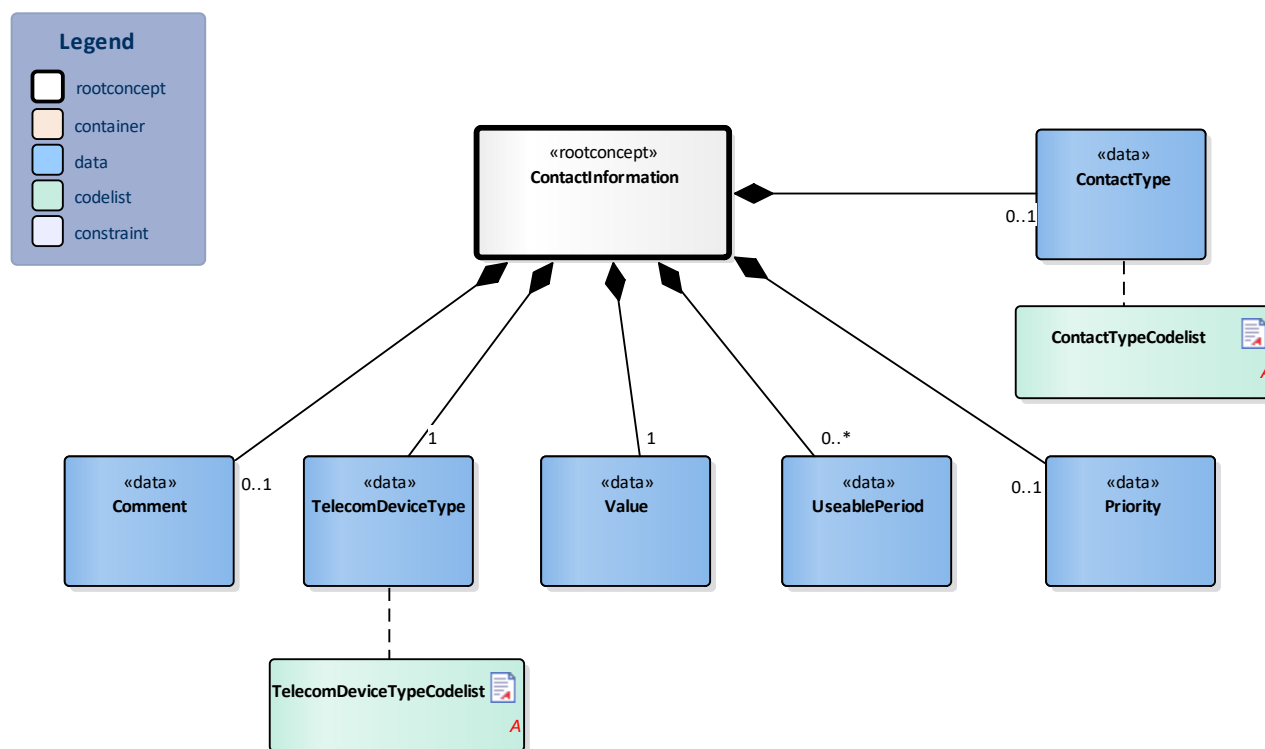 Legend
rootconcept
container
data
codelist
constraint
«rootconcept»
ContactInformation
«data»
ContactType
0..1
ContactTypeCodelist
A
«data»
Comment
0..1
«data»
TelecomDeviceType
1
«data»
Value
1
«data»
UseablePeriod
0..*
«data»
Priority
0..1
TelecomDeviceTypeCodelist
A